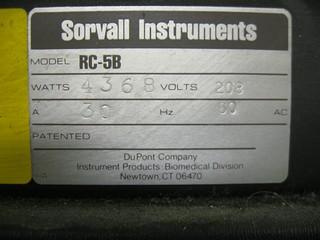 Sorvall Instruments
MODEL RC-5B
WATTS 4368 VOLTS 208
A 30 Hz 60 AC
PATENTED
DuPont Company
Instrument Products Biomedical Division
Newtown, CT 06470